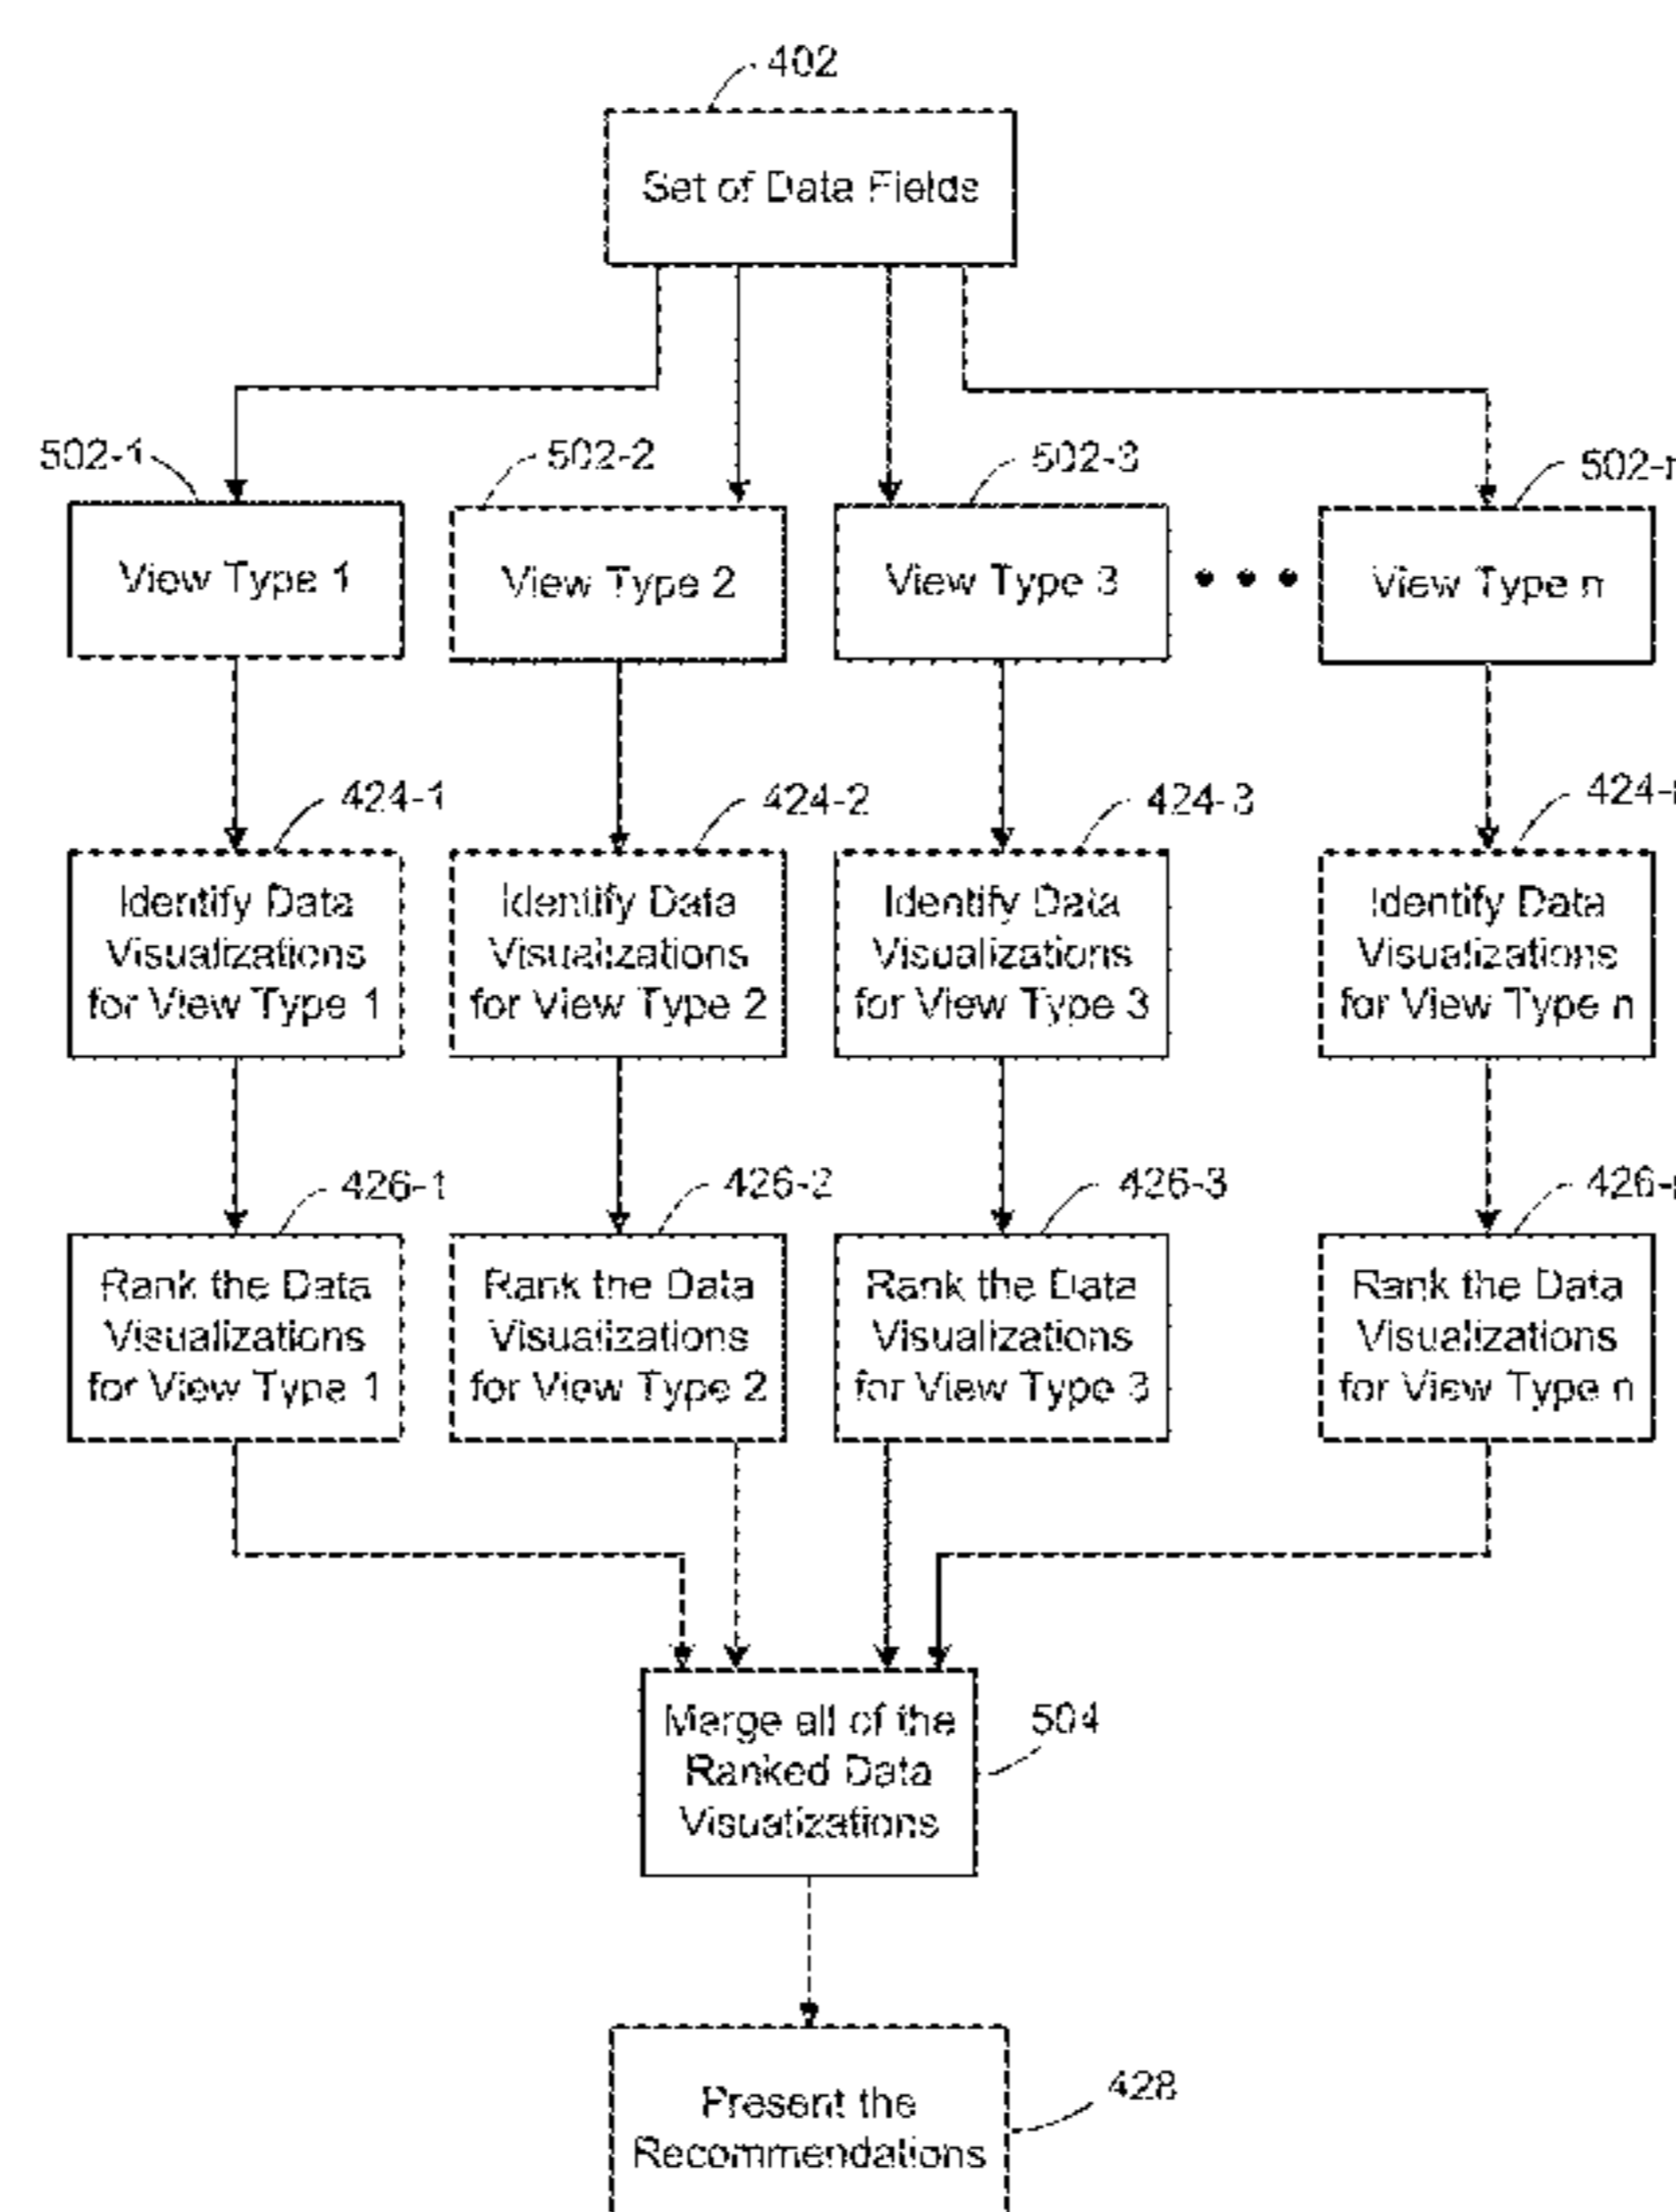 402
Set of Data Fields
502-1
502-2
502-3
View Type 1
View Type 2
View Type 3
View Type n
424-1
424-2
424-3
Identify Data
Visualizations
for View Type 1
Identify Data
Visualizations
for View Type 2
Identify Data
Visualizations
for View Type 3
Identify Data
Visualizations
for View Type n
426-1
426-2
426-3
Rank the Data
Visualizations
for View Type 1
Rank the Data
Visualizations
for View Type 2
Rank the Data
Visualizations
for View Type 3
Rank the Data
Visualizations
for View Type n
Merge all of the
Ranked Data
Visualizations
504
Present the
Recommendations
428